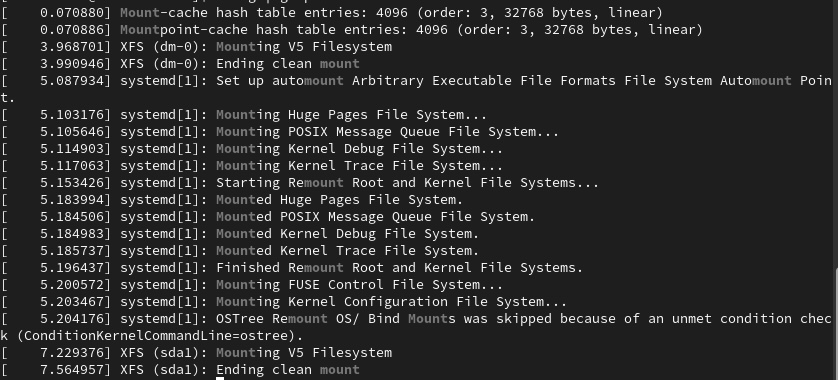 [    0.070880] Mount-cache hash table entries: 4096 (order: 3, 32768 bytes, linear)
[    0.070886] Mountpoint-cache hash table entries: 4096 (order: 3, 32768 bytes, linear)
[    3.968701] XFS (dm-0): Mounting V5 Filesystem
[    3.990946] XFS (dm-0): Ending clean mount
[    5.087934] systemd[1]: Set up automount Arbitrary Executable File Formats File System Automount Poin
t.
[    5.103176] systemd[1]: Mounting Huge Pages File System...
[    5.105646] systemd[1]: Mounting POSIX Message Queue File System...
[    5.114903] systemd[1]: Mounting Kernel Debug File System...
[    5.117063] systemd[1]: Mounting Kernel Trace File System...
[    5.153426] systemd[1]: Starting Remount Root and Kernel File Systems...
[    5.183994] systemd[1]: Mounted Huge Pages File System.
[    5.184506] systemd[1]: Mounted POSIX Message Queue File System.
[    5.184983] systemd[1]: Mounted Kernel Debug File System.
[    5.185737] systemd[1]: Mounted Kernel Trace File System.
[    5.196437] systemd[1]: Finished Remount Root and Kernel File Systems.
[    5.200572] systemd[1]: Mounting FUSE Control File System...
[    5.203467] systemd[1]: Mounting Kernel Configuration File System...
[    5.204176] systemd[1]: OSTree Remount OS/ Bind Mounts was skipped because of an unmet condition chec
k (ConditionKernelCommandLine=ostree).
[    7.229376] XFS (sda1): Mounting V5 Filesystem
[    7.564957] XFS (sda1): Ending clean mount